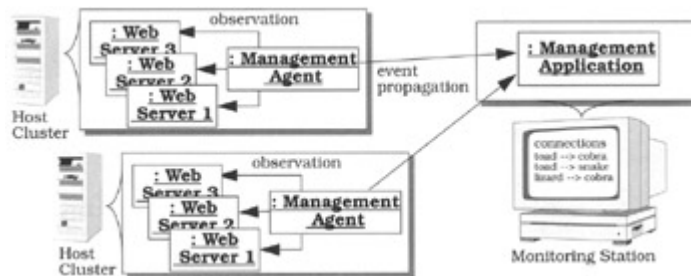 observation
: Web
Server 3
: Web
Server 2
: Web
Server 1
: Management
Agent
Host
Cluster
event
propagation
: Management
Application
connections
toad --> cobra
toad --> snake
lizard --> cobra
Monitoring Station
observation
: Web
Server 3
: Web
Server 2
: Web
Server 1
: Management
Agent
Host
Cluster